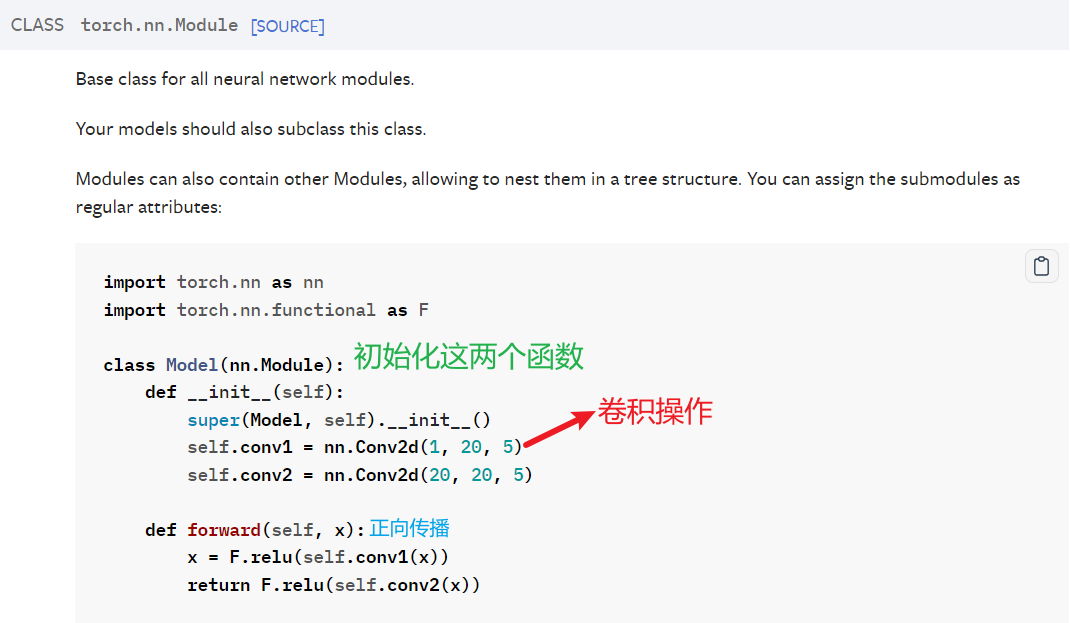 CLASS torch.nn.Module [SOURCE]
Base class for all neural network modules.
Your models should also subclass this class.
Modules can also contain other Modules, allowing to nest them in a tree structure. You can assign the submodules as
regular attributes:
import torch.nn as nn
import torch.nn.functional as F
class Model(nn.Module): 初始化这两个函数
def __init__(self):
super(Model, self).__init__()
卷积操作
self.conv1 = nn.Conv2d(1, 20, 5)
self.conv2 = nn.Conv2d(20, 20, 5)
def forward(self, x): 正向传播
x = F.relu(self.conv1(x))
return F.relu(self.conv2(x))